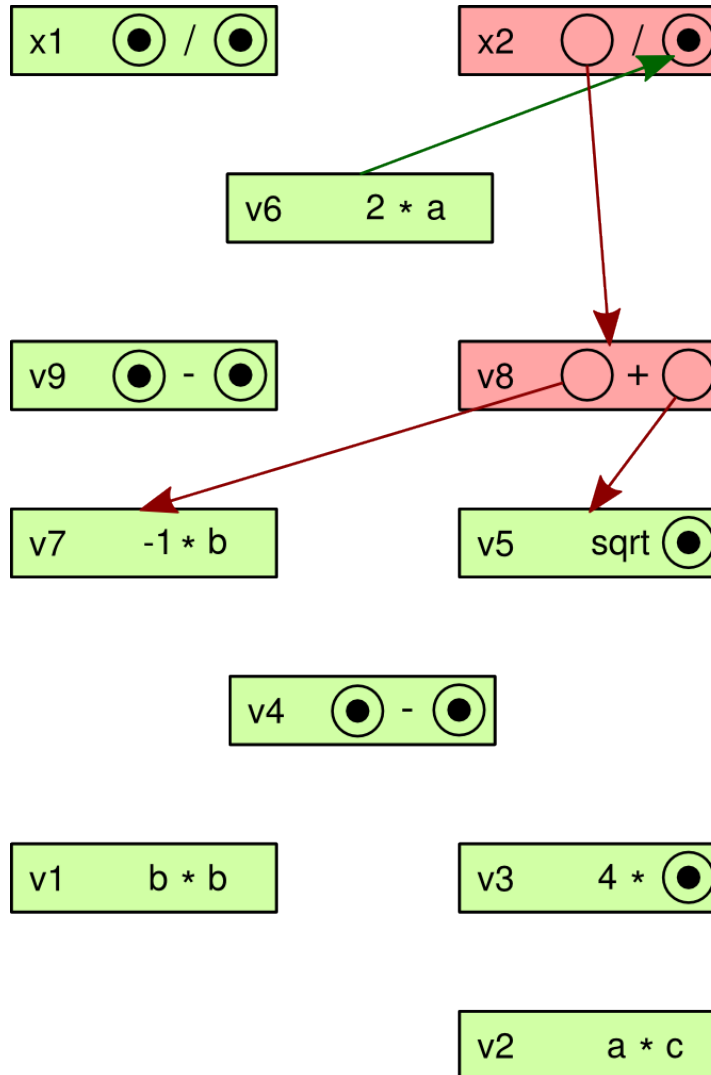 x1 /
x2 /
v6 2 * a
v9 -
v8 +
v7 -1 * b
v5 sqrt
v4 -
v1 b * b
v3 4 *
v2 a * c